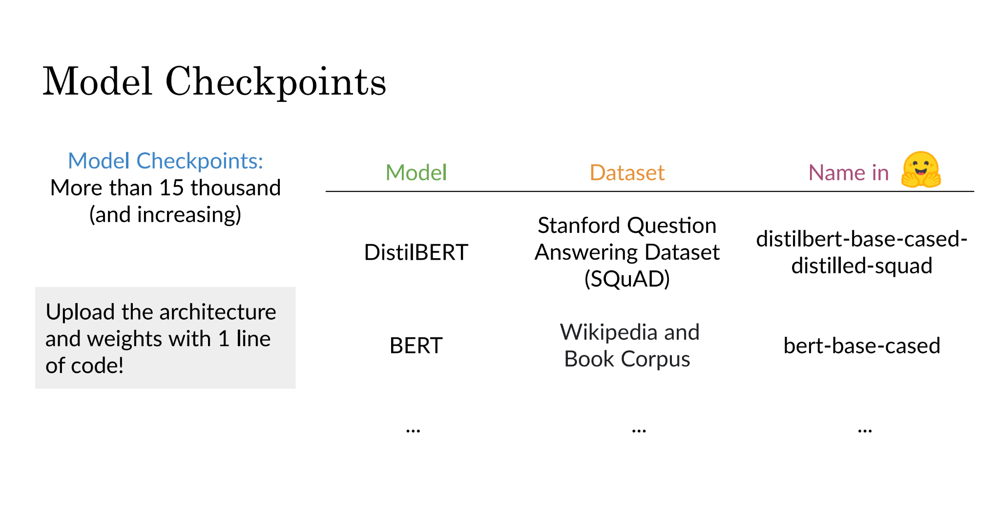 Model Checkpoints
Model Checkpoints:
More than 15 thousand
(and increasing)
Upload the architecture
and weights with 1 line
of code!
Model Dataset Name in
DistilBERT
Stanford Question
Answering Dataset
(SQuAD)
distilbert-base-cased-
distilled-squad
BERT
Wikipedia and
Book Corpus
bert-base-cased
... ... ...